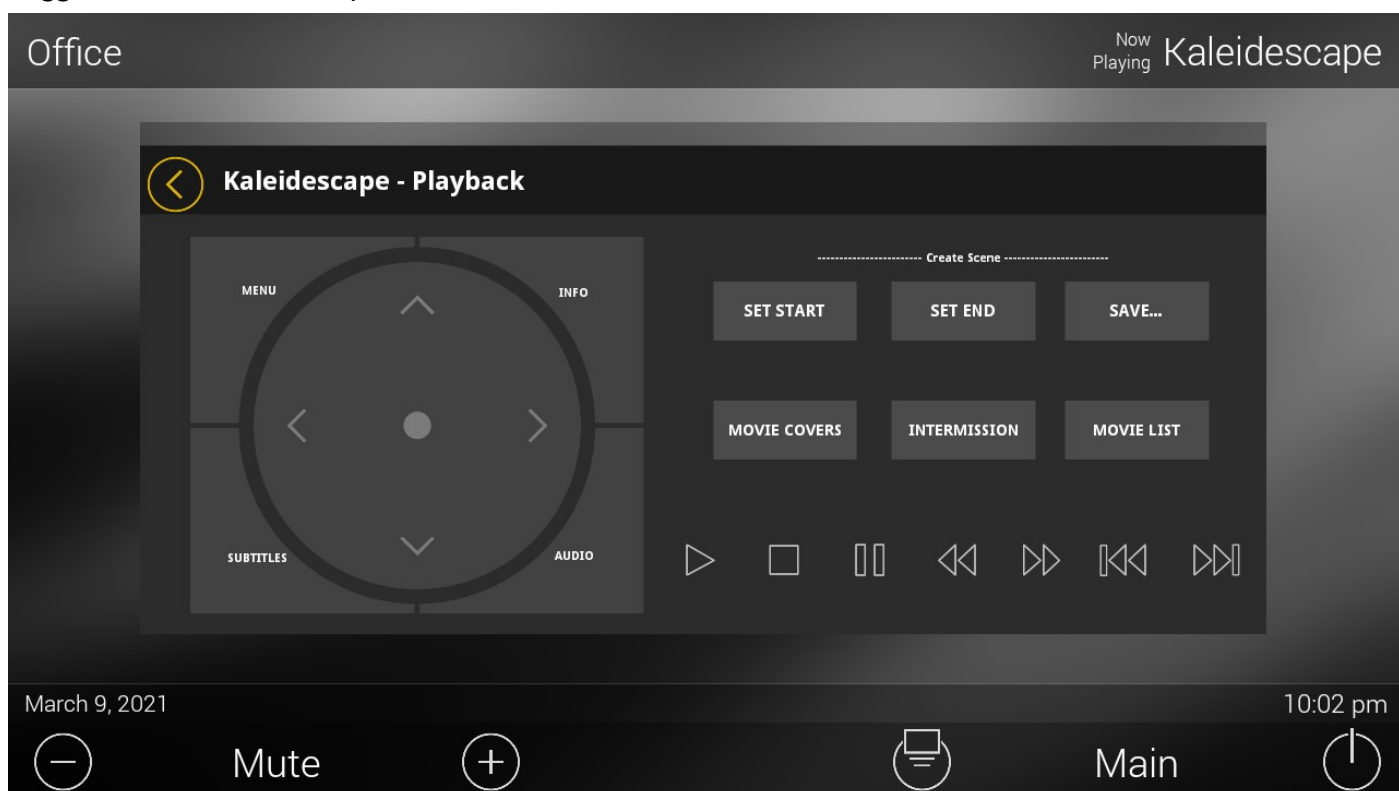 Office
Now Playing Kaleidescape
Kaleidescape - Playback
----------------------- Create Scene -----------------------
MENU
INFO
SET START
SET END
SAVE...
MOVIE COVERS
INTERMISSION
MOVIE LIST
SUBTITLES
AUDIO
March 9, 2021
10:02 pm
Mute
Main